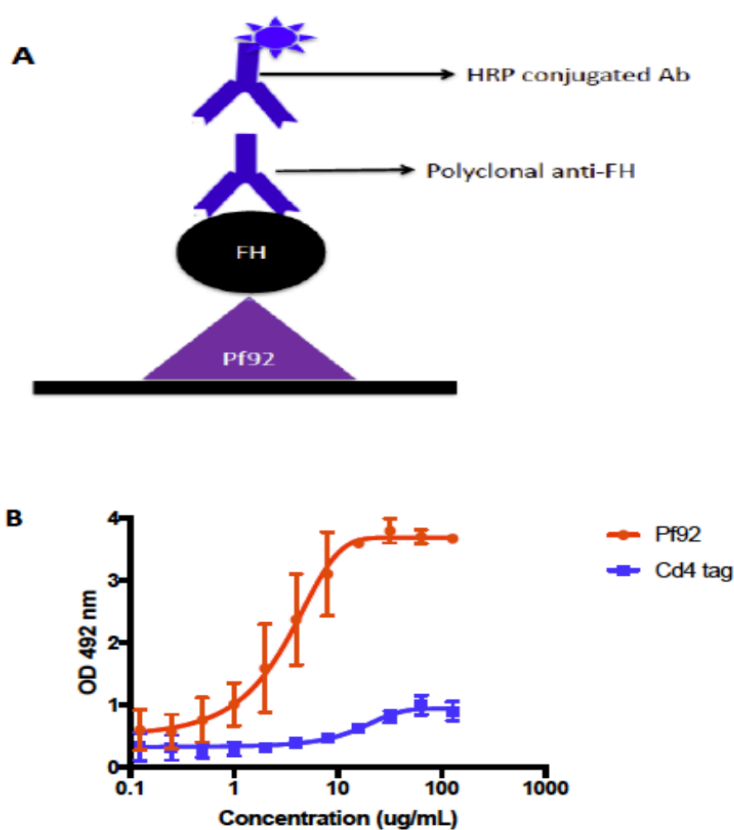 A
HRP conjugated Ab
Polyclonal anti-FH
FH
Pf92
B
4
3
2
1
0
OD 492 nm
0.1 1 10 100 1000
Concentration (ug/mL)
Pf92
Cd4 tag